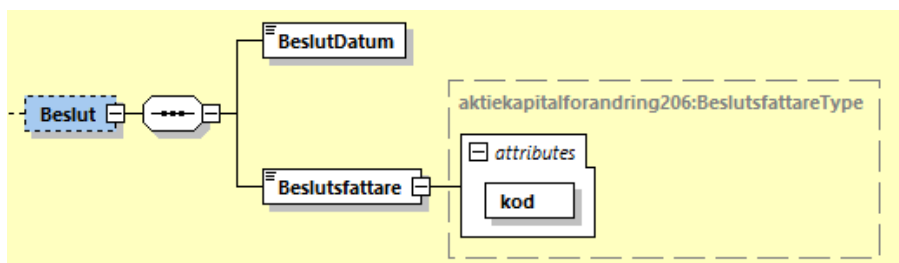 BeslutDatum
aktiekapitalforandring206:BeslutsfattareType
Beslut
attributes
Beslutsfattare
kod